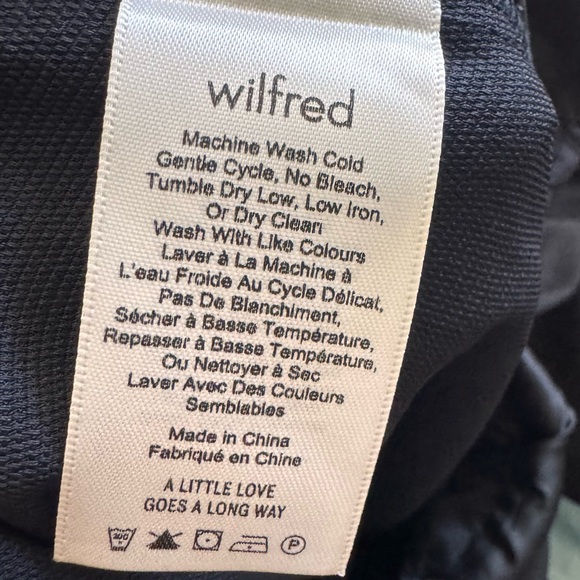 wilfred
Machine Wash Cold
Gentle Cycle, No Bleach,
Tumble Dry Low, Low Iron,
Or Dry Clean
Wash With Like Colours
Laver à La Machine à
L'eau Froide Au Cycle Délicat,
Pas De Blanchiment,
Sécher à Basse Température,
Repasser à Basse Température,
Ou Nettoyer à Sec
Laver Avec Des Couleurs
Semblables
Made in China
Fabriqué en Chine
A LITTLE LOVE
GOES A LONG WAY
P